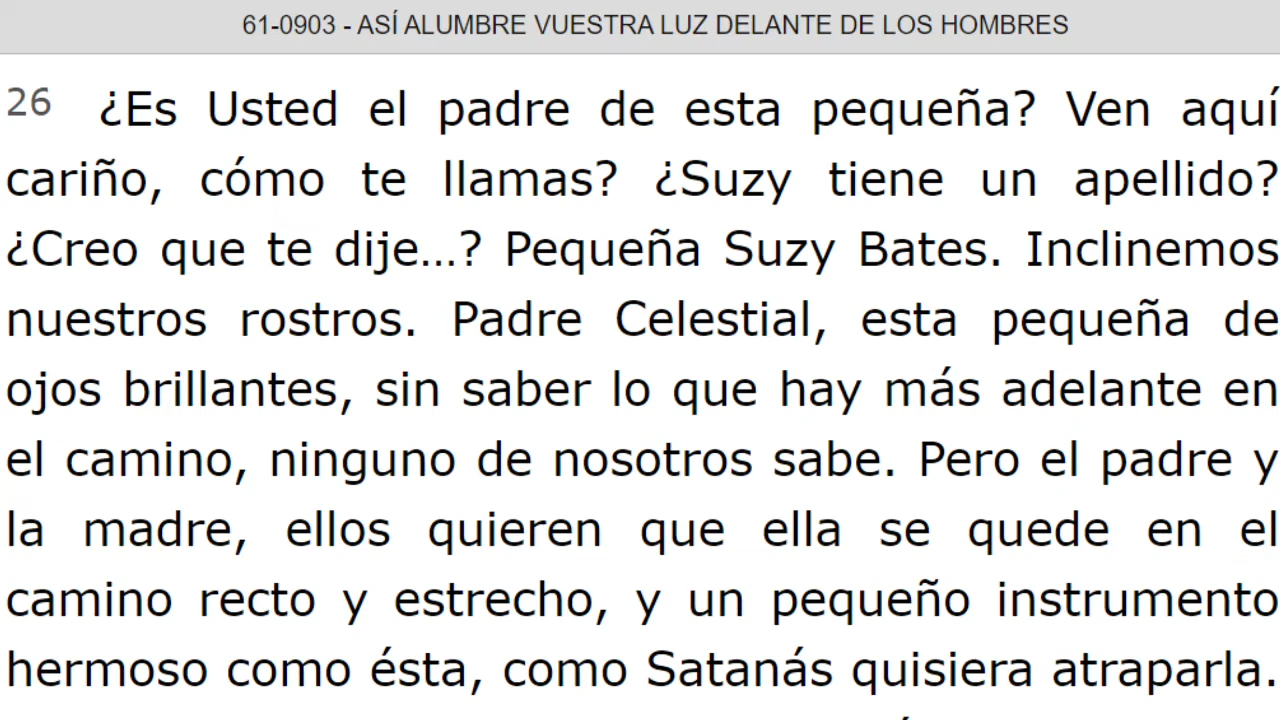 61-0903 - ASÍ ALUMBRE VUESTRA LUZ DELANTE DE LOS HOMBRES
26 ¿Es Usted el padre de esta pequeña? Ven aquí
cariño, cómo te llamas? ¿Suzy tiene un apellido?
¿Creo que te dije...? Pequeña Suzy Bates. Inclinemos
nuestros rostros. Padre Celestial, esta pequeña de
ojos brillantes, sin saber lo que hay más adelante en
el camino, ninguno de nosotros sabe. Pero el padre y
la madre, ellos quieren que ella se quede en el
camino recto y estrecho, y un pequeño instrumento
hermoso como ésta, como Satanás quisiera atraparla.